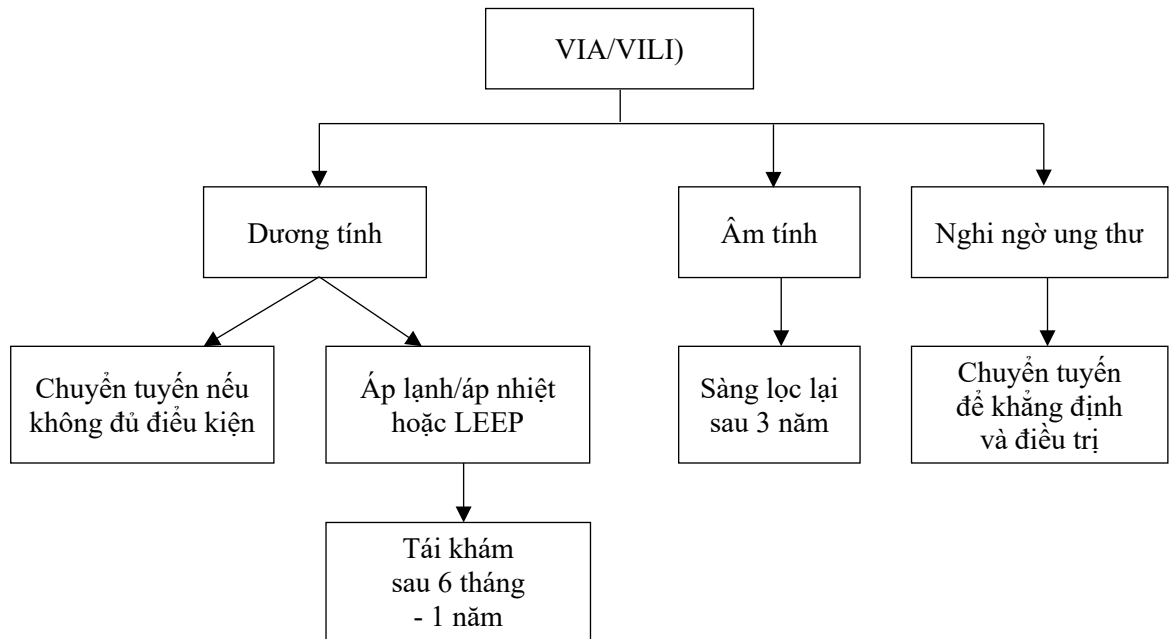 VIA/VILI)
Dương tính
Âm tính
Nghi ngờ ung thư
Chuyển tuyến nếu
không đủ điểu kiện
Áp lạnh/áp nhiệt
hoặc LEEP
Sàng lọc lại
sau 3 năm
Chuyển tuyến
để khẳng định
và điều trị
Tái khám
sau 6 tháng
- 1 năm